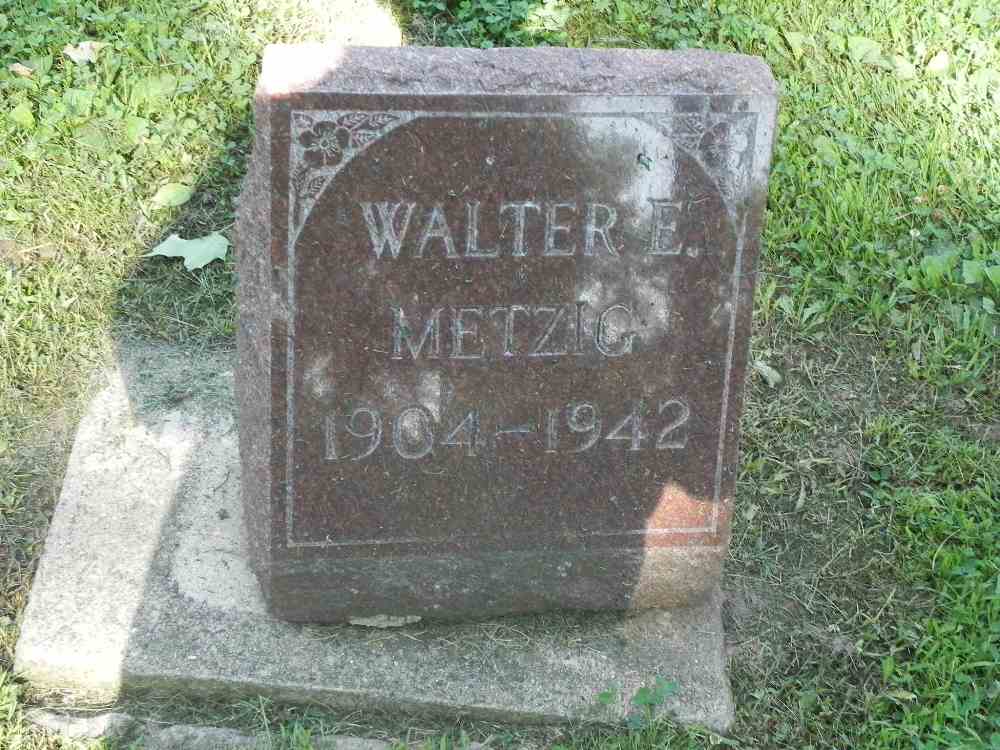 WALTER E.
METZIG
1904-1942